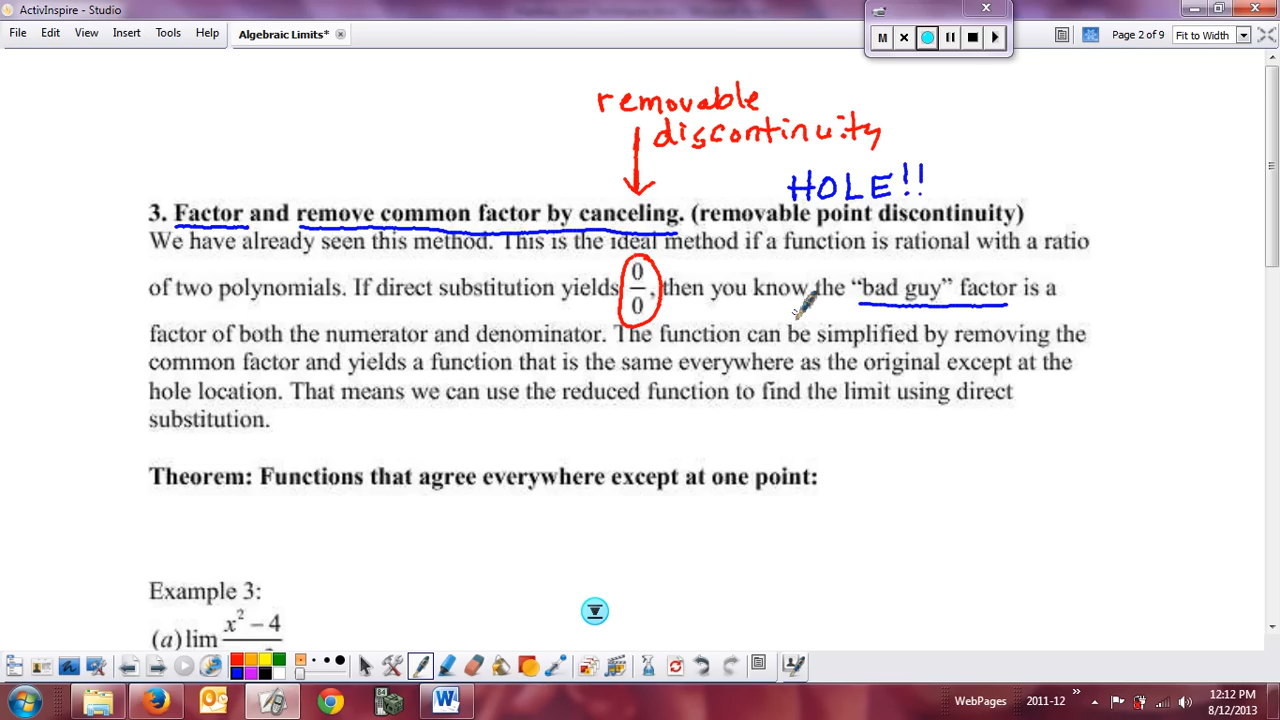 ActivInspire - Studio
File Edit View Insert Tools Help Algebraic Limits* Page 2 of 9 Fit to Width
M
removable
discontinuity
HOLE!!
3. Factor and remove common factor by canceling. (removable point discontinuity)
We have already seen this method. This is the ideal method if a function is rational with a ratio
of two polynomials. If direct substitution yields 0/0, then you know the “bad guy” factor is a
factor of both the numerator and denominator. The function can be simplified by removing the
common factor and yields a function that is the same everywhere as the original except at the
hole location. That means we can use the reduced function to find the limit using direct
substitution.
Theorem: Functions that agree everywhere except at one point:
Example 3:
x² – 4
(a) lim
WebPages 2011-12 12:12 PM
8/12/2013